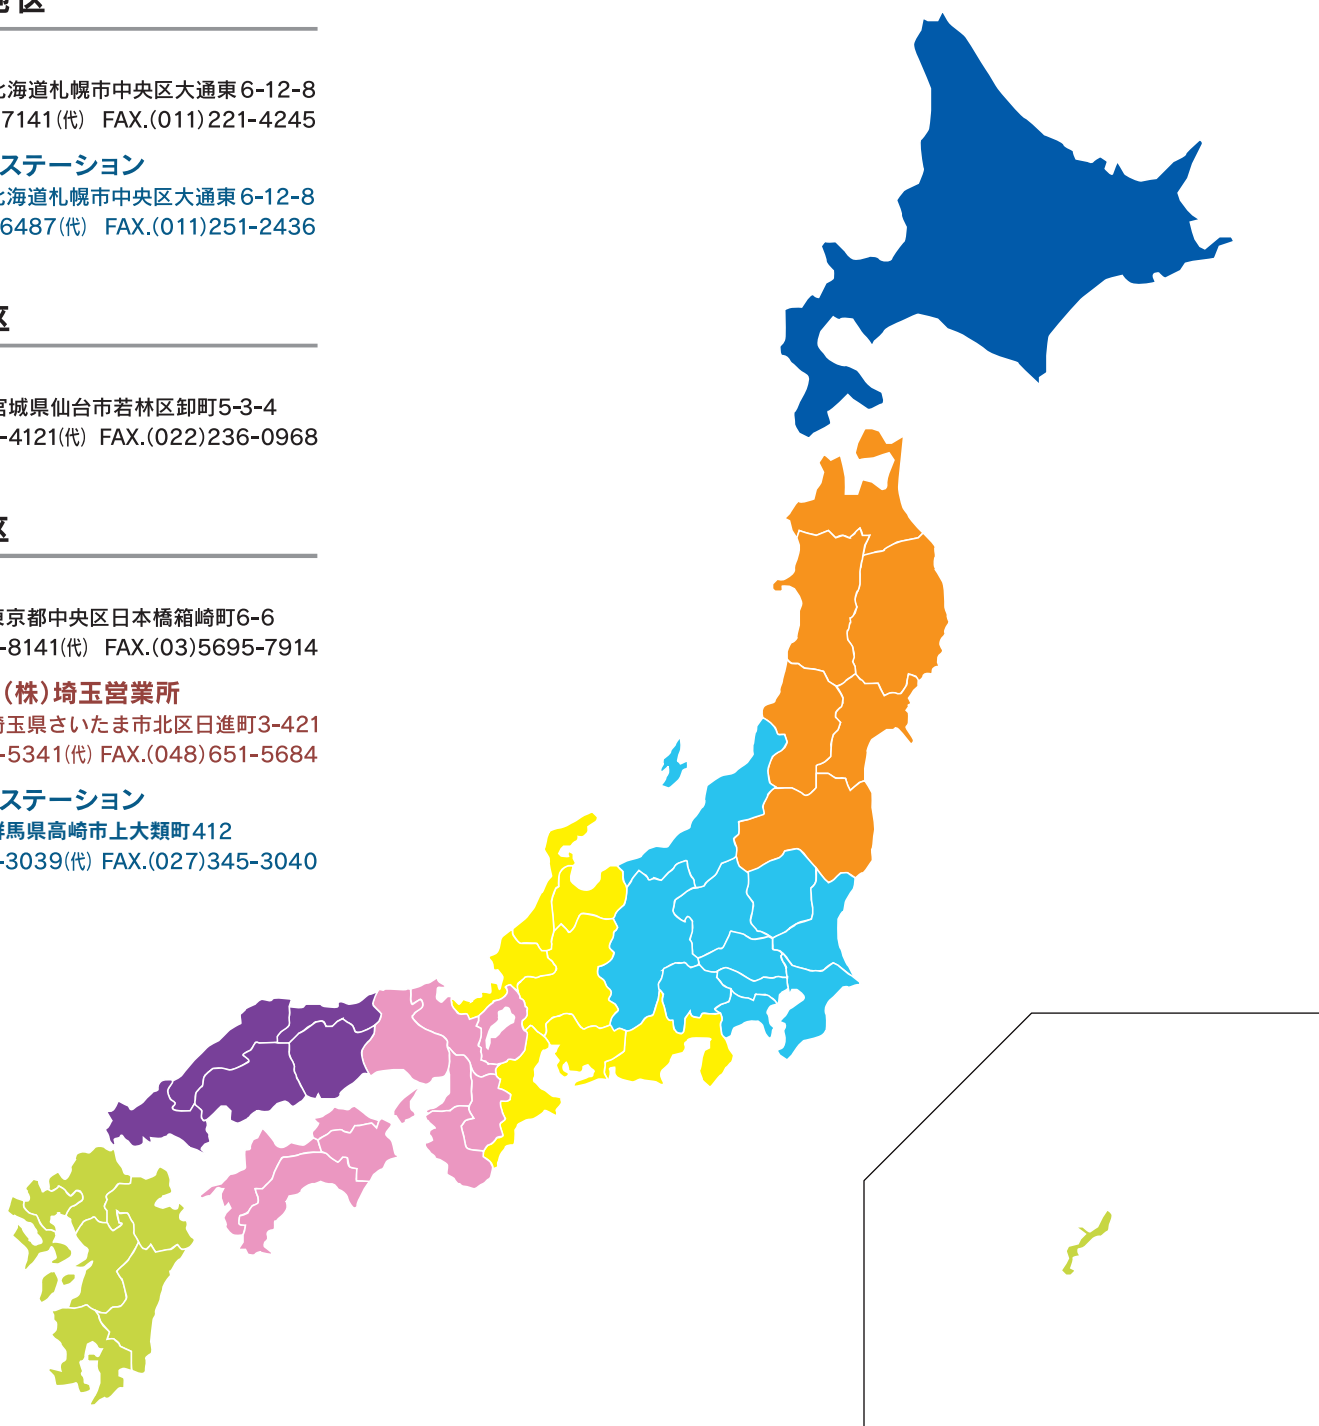 地区
北海道札幌市中央区大通東6-12-8
7141(代) FAX.(011)221-4245
ステーション
北海道札幌市中央区大通東6-12-8
6487(代) FAX.(011)251-2436
区
宮城県仙台市若林区卸町5-3-4
-4121(代) FAX.(022)236-0968
区
東京都中央区日本橋箱崎町6-6
-8141(代) FAX.(03)5695-7914
(株)埼玉営業所
埼玉県さいたま市北区日進町3-421
-5341(代) FAX.(048)651-5684
ステーション
群馬県高崎市上大類町412
-3039(代) FAX.(027)345-3040